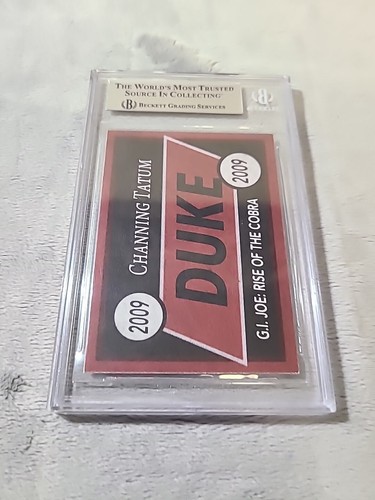 THE WORLD'S MOST TRUSTED
SOURCE IN COLLECTING
BECKETT GRADING SERVICES
CHANNING TATUM
2009
DUKE
2009
G.I. JOE: RISE OF THE COBRA